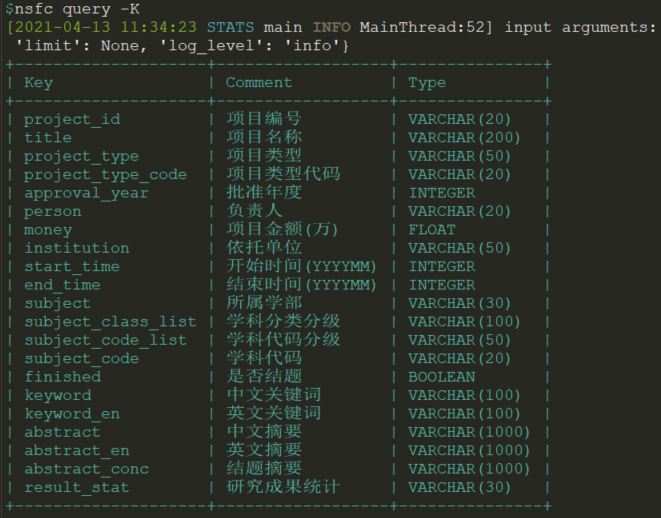 $nsfc query -K
[2021-04-13 11:34:23 STATS main INFO MainThread:52] input arguments:
 'limit': None, 'log_level': 'info'}
+---------------------+-------------------+---------------+
| Key | Comment | Type |
+---------------------+-------------------+---------------+
| project_id | 项目编号 | VARCHAR(20) |
| title | 项目名称 | VARCHAR(200) |
| project_type | 项目类型 | VARCHAR(50) |
| project_type_code | 项目类型代码 | VARCHAR(20) |
| approval_year | 批准年度 | INTEGER |
| person | 负责人 | VARCHAR(20) |
| money | 项目金额(万) | FLOAT |
| institution | 依托单位 | VARCHAR(50) |
| start_time | 开始时间(YYYYMM) | INTEGER |
| end_time | 结束时间(YYYYMM) | INTEGER |
| subject | 所属学部 | VARCHAR(30) |
| subject_class_list | 学科分类分级 | VARCHAR(100) |
| subject_code_list | 学科代码分级 | VARCHAR(50) |
| subject_code | 学科代码 | VARCHAR(20) |
| finished | 是否结题 | BOOLEAN |
| keyword | 中文关键词 | VARCHAR(100) |
| keyword_en | 英文关键词 | VARCHAR(100) |
| abstract | 中文摘要 | VARCHAR(1000) |
| abstract_en | 英文摘要 | VARCHAR(1000) |
| abstract_conc | 结题摘要 | VARCHAR(1000) |
| result_stat | 研究成果统计 | VARCHAR(30) |
+---------------------+-------------------+---------------+